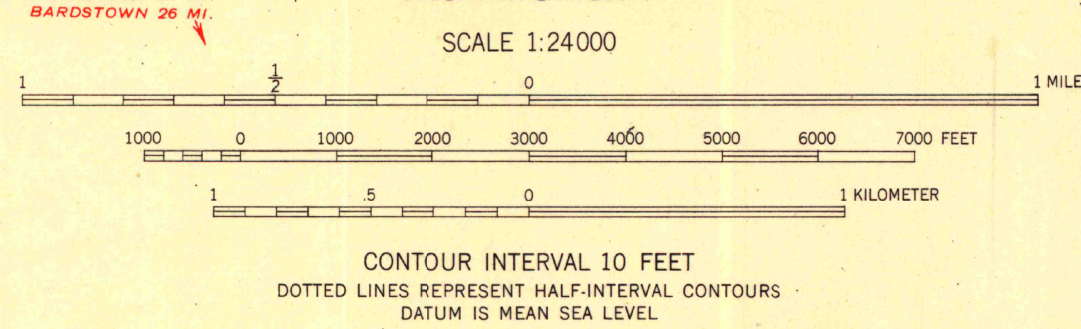 BARDSTOWN 26 MI.
SCALE 1:24000
1 1/2 0 1 MILE
1000 0 1000 2000 3000 4000 5000 6000 7000 FEET
1 .5 0 1 KILOMETER
CONTOUR INTERVAL 10 FEET
DOTTED LINES REPRESENT HALF-INTERVAL CONTOURS
DATUM IS MEAN SEA LEVEL